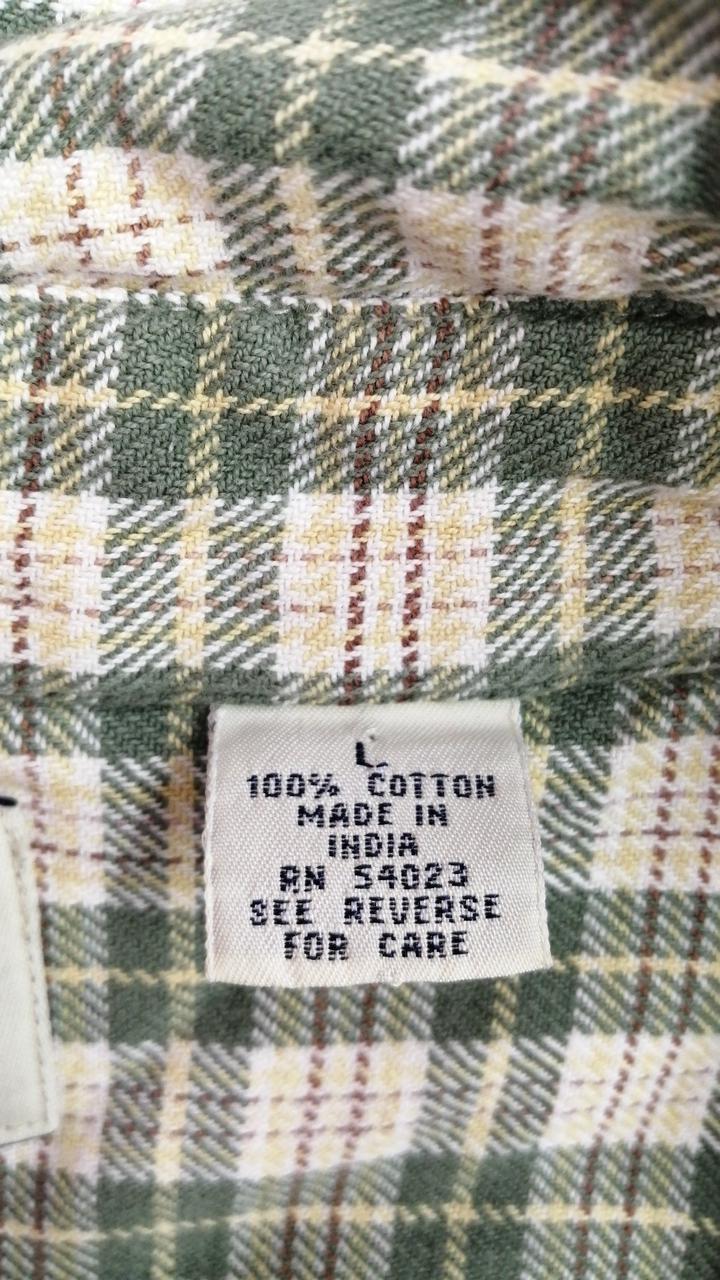 L
100% COTTON
MADE IN
INDIA
RN 54023
SEE REVERSE
FOR CARE